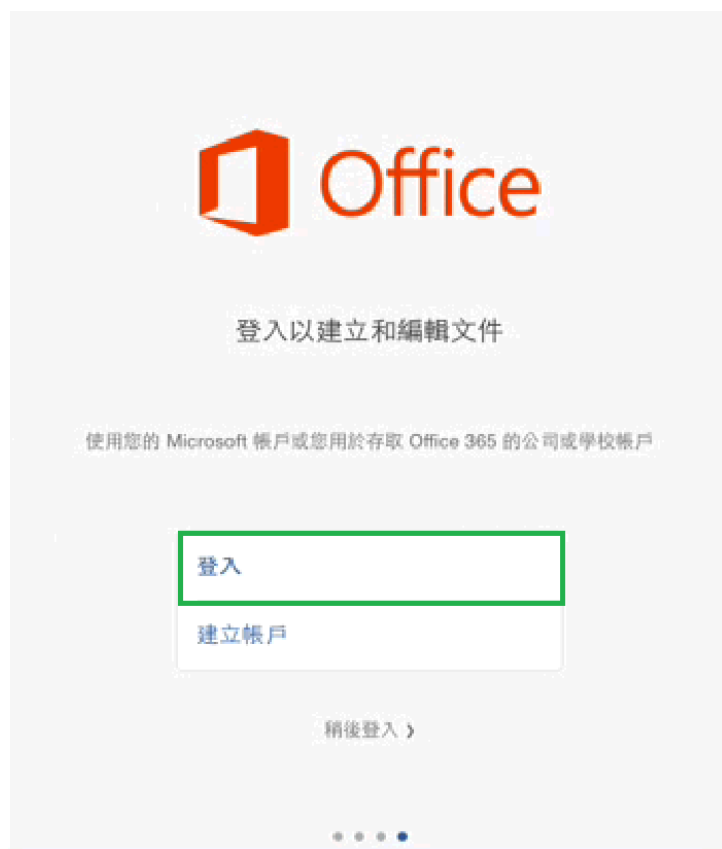 Office
登入以建立和編輯文件
使用您的 Microsoft 帳戶或您用於存取 Office 365 的公司或學校帳戶
登入
建立帳戶
稍後登入 ❯